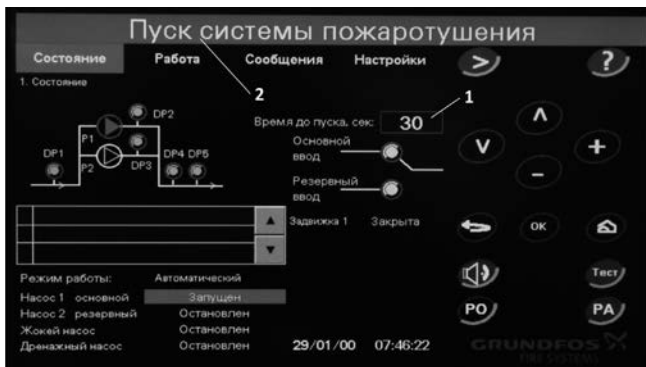 Пуск системы пожаротушения
Состояние Работа Сообщения Настройки > ?
1. Состояние
2 1
DP2
Время до пуска, сек: 30
P1
Основной ввод
DP1 P2 DP3 DP4 DP5
Резервный ввод
Задвижка 1 Закрыта
OK
Режим работы: Автоматический
Тест
Насос 1 основной Запущен
Насос 2 резервный Остановлен
PO PA
Жокей насос Остановлен
Дренажный насос Остановлен 29/01/00 07:46:22
GRUNDFOS
FIRE SYSTEMS